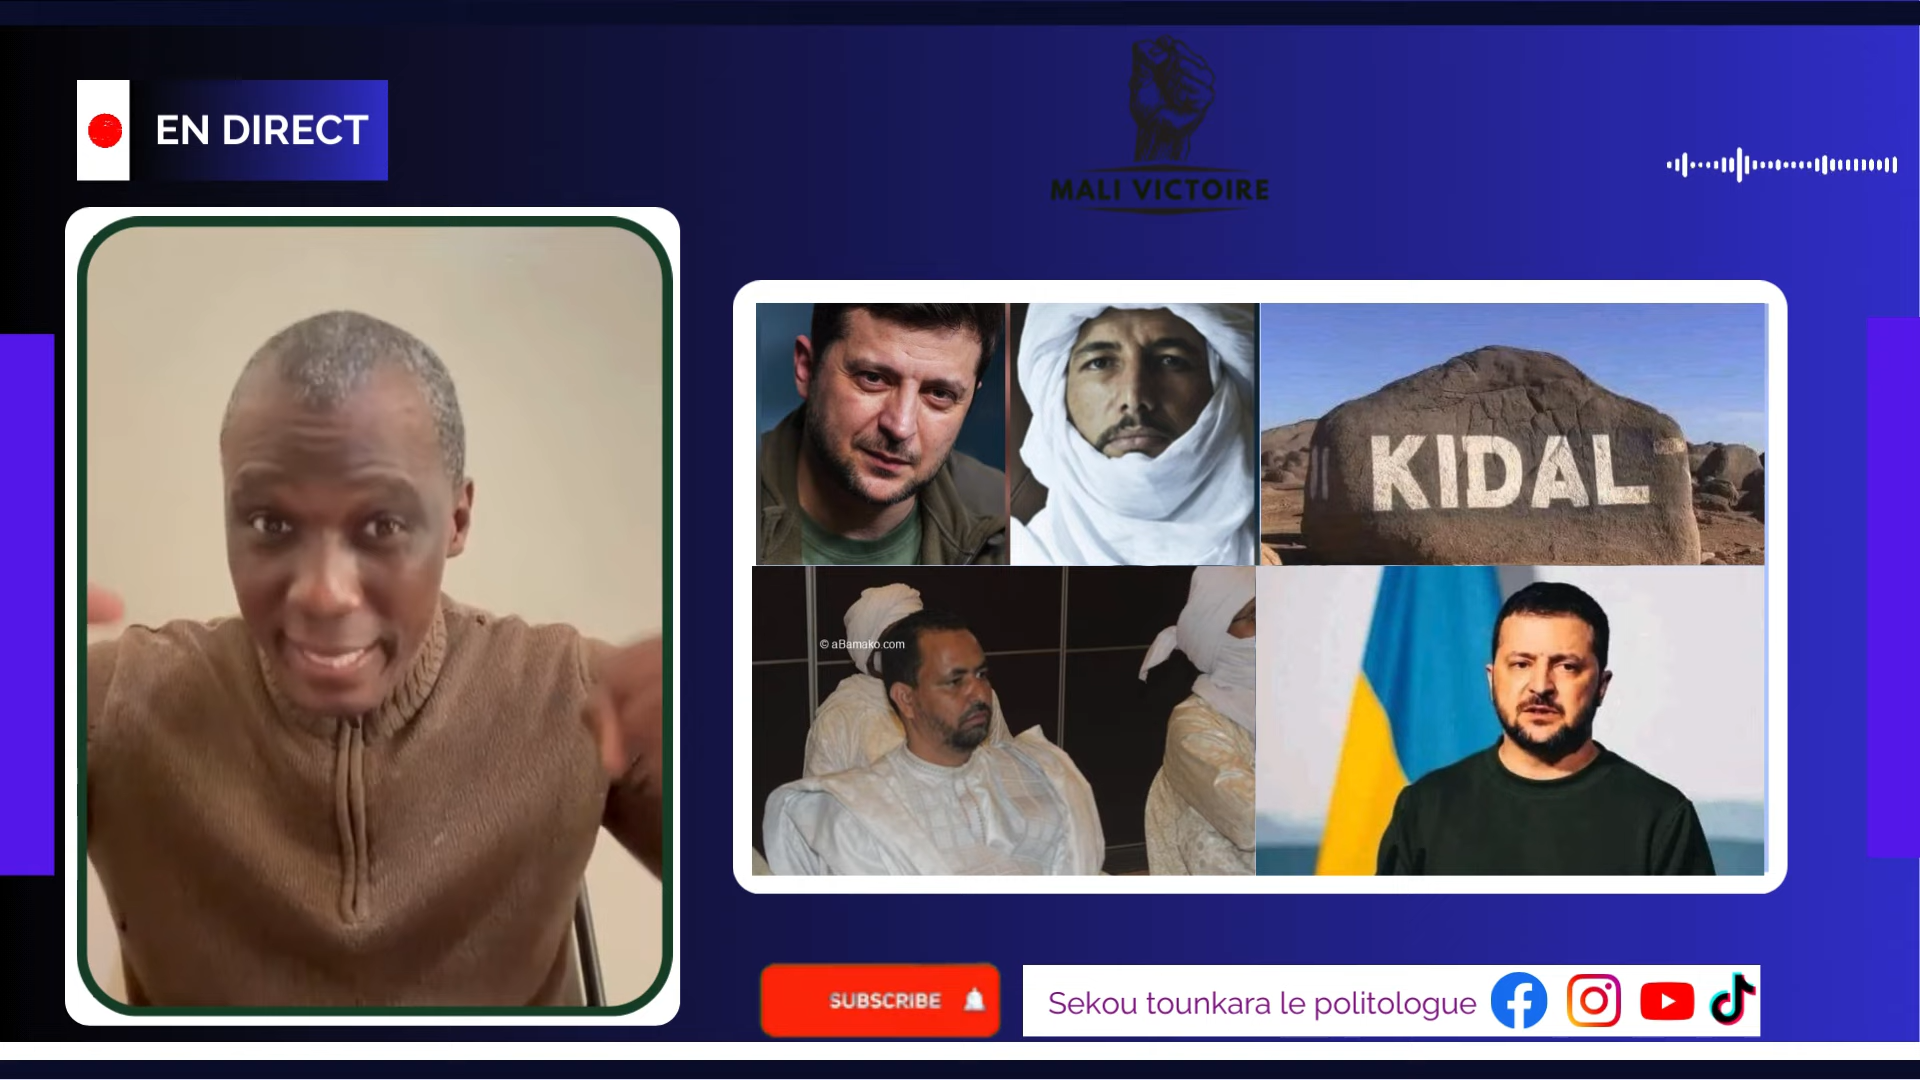 EN DIRECT
MALI VICTOIRE
KIDAL
© aBamako.com
SUBSCRIBE
Sekou tounkara le politologue